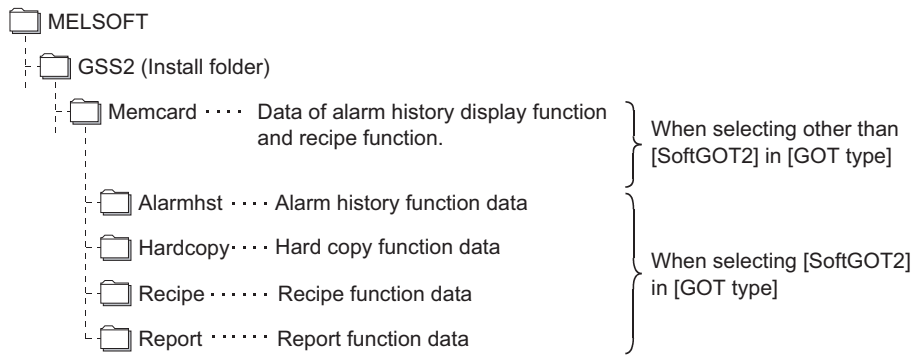 MELSOFT
GSS2 (Install folder)
Memcard ···· Data of alarm history display function
and recipe function.
When selecting other than
[SoftGOT2] in [GOT type]
Alarmhst ···· Alarm history function data
Hardcopy ···· Hard copy function data
Recipe ······ Recipe function data
Report ······ Report function data
When selecting [SoftGOT2]
in [GOT type]